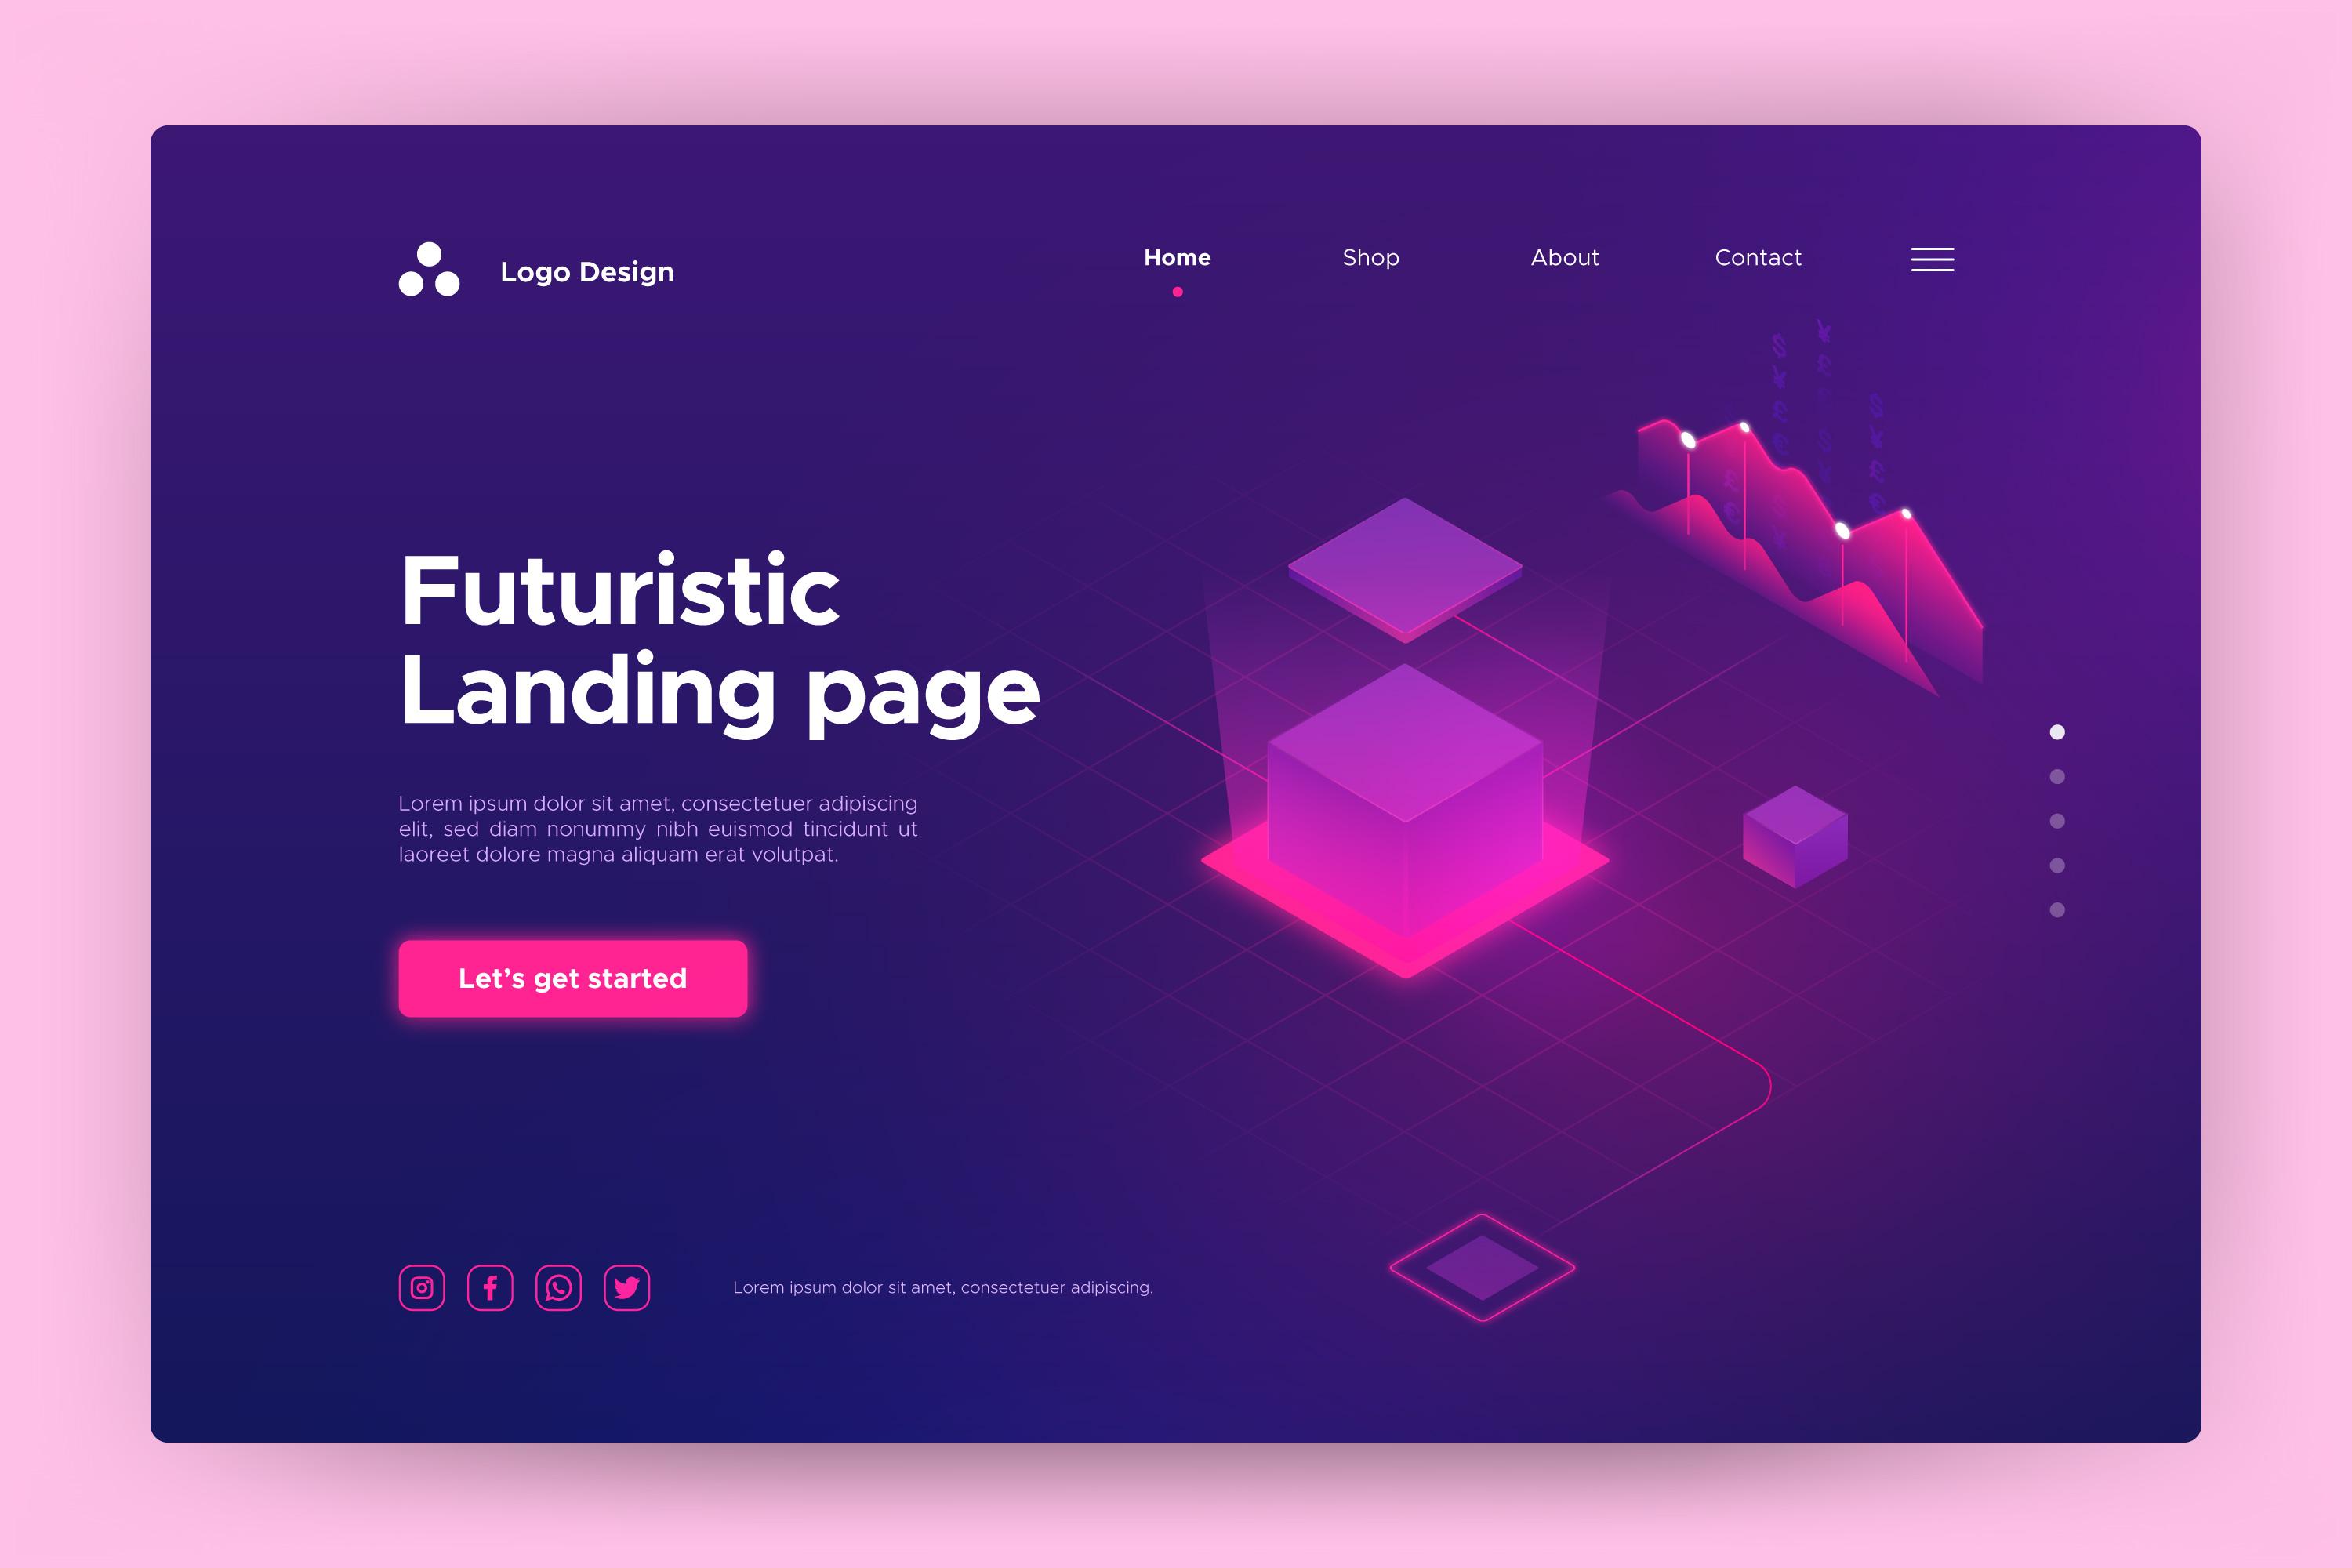 Logo Design
Home Shop About Contact
Futuristic
Landing page
Lorem ipsum dolor sit amet, consectetuer adipiscing
elit, sed diam nonummy nibh euismod tincidunt ut
laoreet dolore magna aliquam erat volutpat.
Let’s get started
Lorem ipsum dolor sit amet, consectetuer adipiscing.